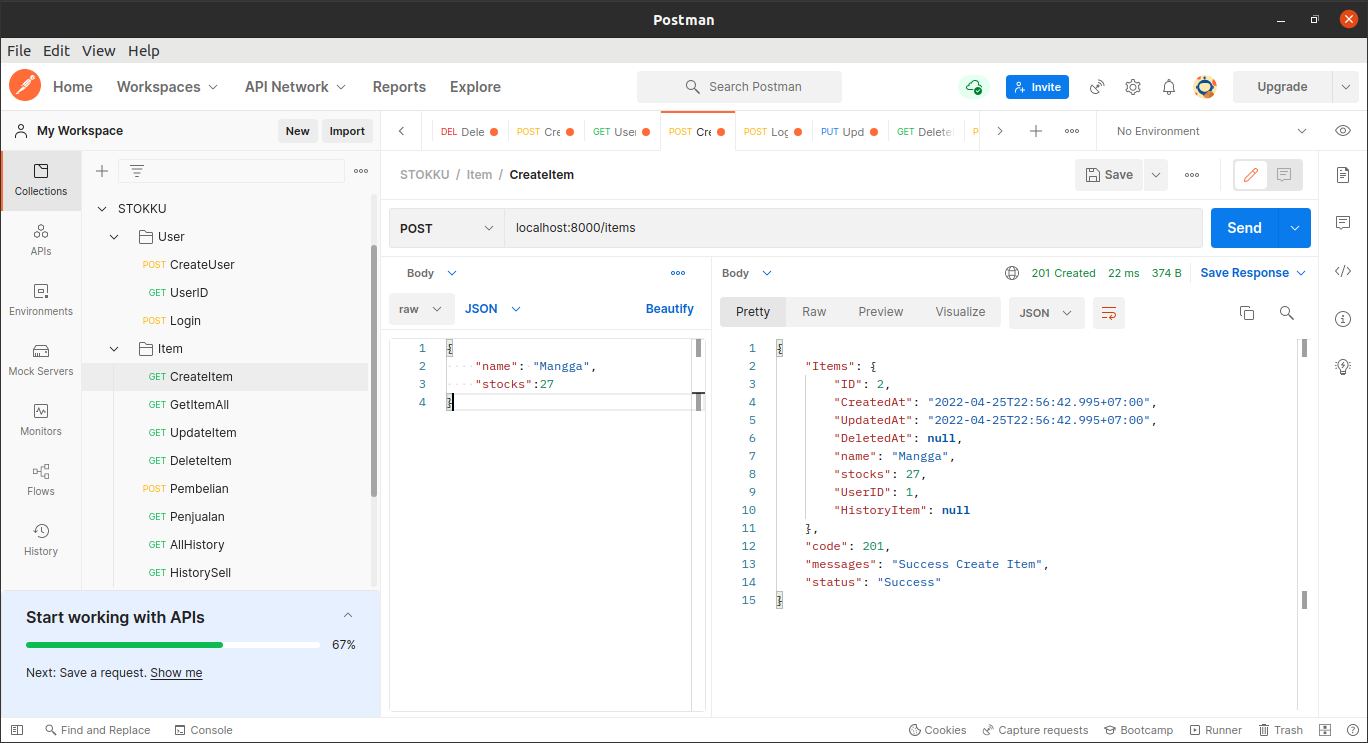 Postman
File Edit View Help
Home Workspaces API Network Reports Explore Search Postman Invite Upgrade
My Workspace New Import
DEL Dele POST Cre GET User POST Cre POST Log PUT Upd GET Delete No Environment
Collections
APIs
Environments
Mock Servers
Monitors
Flows
History
STOKKU
User
POST CreateUser
GET UserID
POST Login
Item
GET CreateItem
GET GetItemAll
GET UpdateItem
GET DeleteItem
POST Pembelian
GET Penjualan
GET AllHistory
GET HistorySell
Start working with APIs
67%
Next: Save a request. Show me
STOKKU / Item / CreateItem Save
POST localhost:8000/items Send
Body
raw JSON Beautify
1 {
2 "name": "Mangga",
3 "stocks":27
4 }
Body 201 Created 22 ms 374 B Save Response
Pretty Raw Preview Visualize JSON
1 {
2 "Items": {
3 "ID": 2,
4 "CreatedAt": "2022-04-25T22:56:42.995+07:00",
5 "UpdatedAt": "2022-04-25T22:56:42.995+07:00",
6 "DeletedAt": null,
7 "name": "Mangga",
8 "stocks": 27,
9 "UserID": 1,
10 "HistoryItem": null
11 },
12 "code": 201,
13 "messages": "Success Create Item",
14 "status": "Success"
15 }
Find and Replace Console Cookies Capture requests Bootcamp Runner Trash